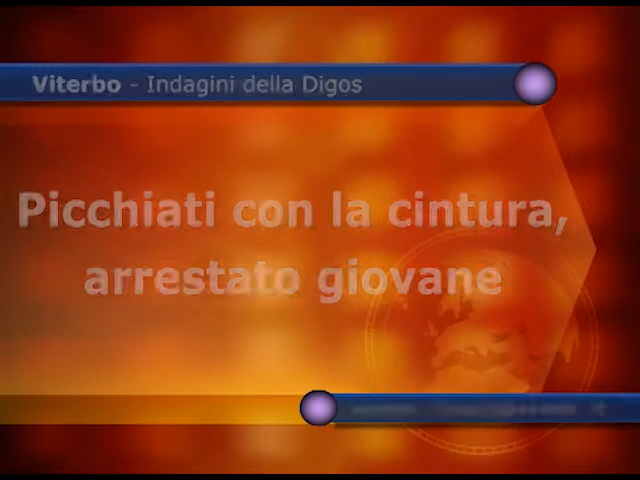 Viterbo - Indagini della Digos
Picchiati con la cintura,
arrestato giovane